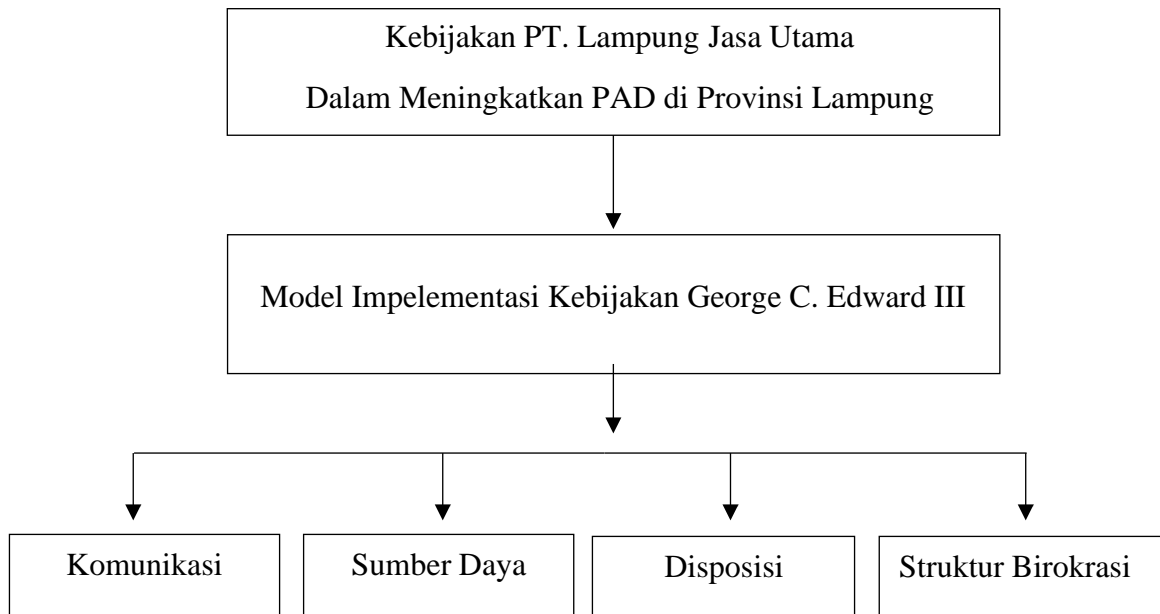 Kebijakan PT. Lampung Jasa Utama
Dalam Meningkatkan PAD di Provinsi Lampung
Model Impelementasi Kebijakan George C. Edward III
Komunikasi
Sumber Daya
Disposisi
Struktur Birokrasi